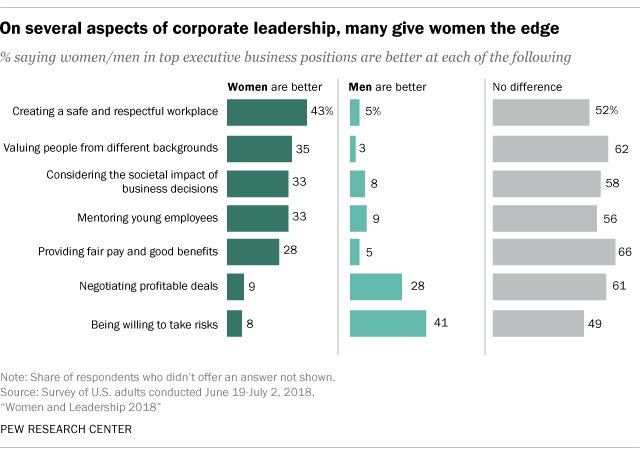 On several aspects of corporate leadership, many give women the edge
% saying women/men in top executive business positions are better at each of the following
Women are better Men are better No difference
Creating a safe and respectful workplace 43% 5% 52%
Valuing people from different backgrounds 35 3 62
Considering the societal impact of
business decisions 33 8 58
Mentoring young employees 33 9 56
Providing fair pay and good benefits 28 5 66
Negotiating profitable deals 9 28 61
Being willing to take risks 8 41 49
Note: Share of respondents who didn't offer an answer not shown.
Source: Survey of U.S. adults conducted June 19-July 2, 2018.
"Women and Leadership 2018"
PEW RESEARCH CENTER